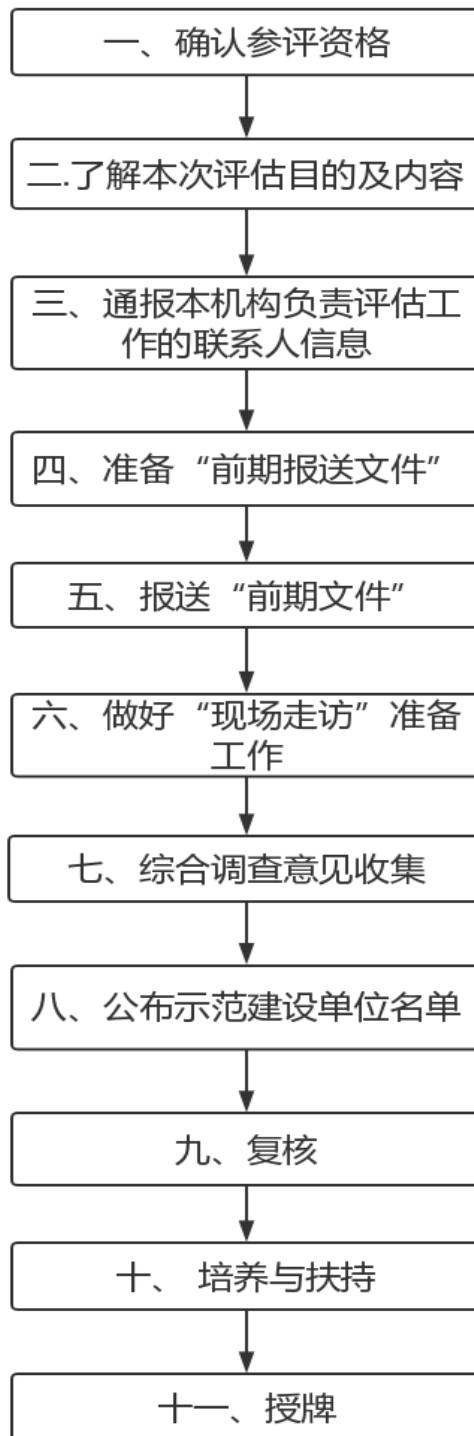 一、确认参评资格
二.了解本次评估目的及内容
三、通报本机构负责评估工
作的联系人信息
四、准备“前期报送文件”
五、报送“前期文件”
六、做好“现场走访”准备
工作
七、综合调查意见收集
八、公布示范建设单位名单
九、复核
十、 培养与扶持
十一、授牌